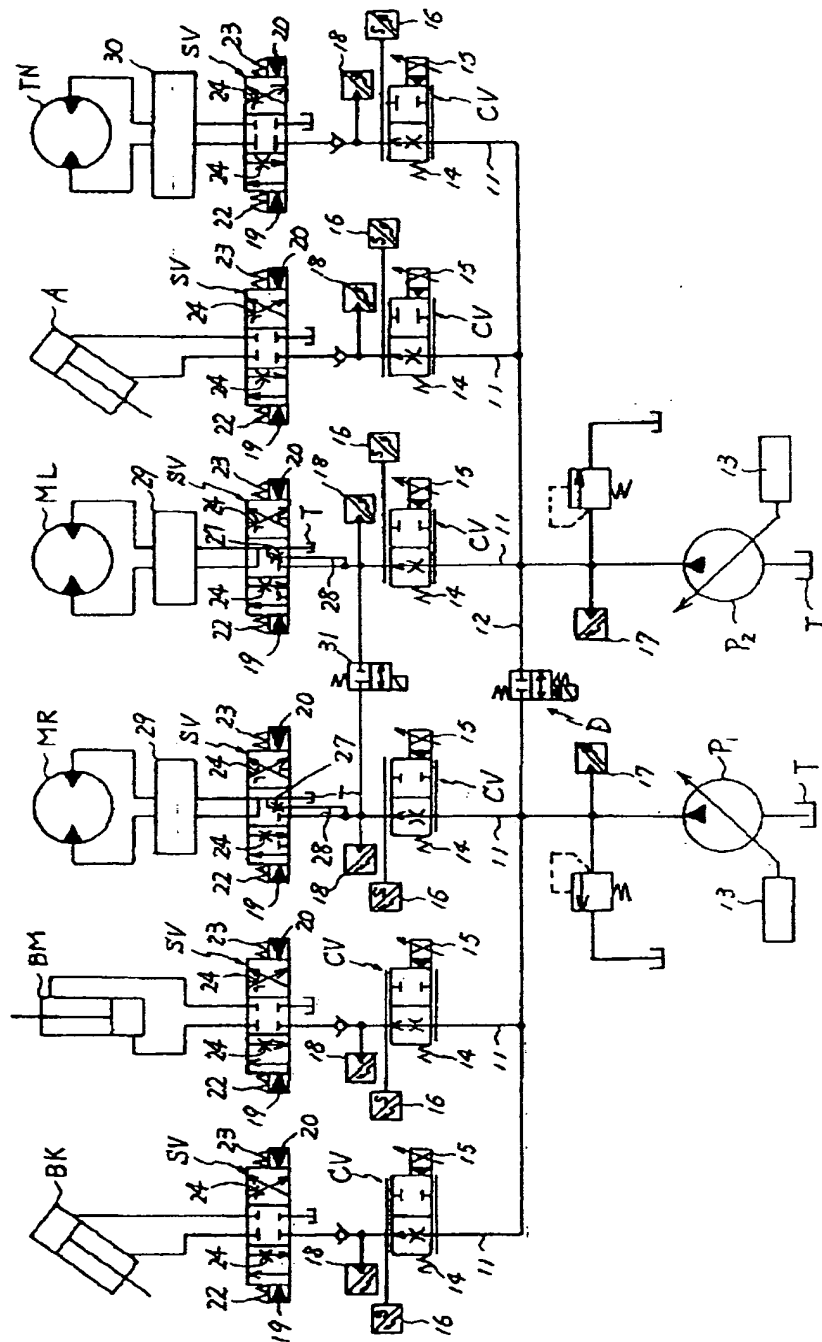 BK BM MR ML A TN
29 29 30
SV SV SV SV SV SV
22 24 24 23
22 24 24 23
22 24 24 23
22 24 24 23
22 24 24 23
22 24 24 23
19 20 19 20 19 20 19 20 19 20 19 20
27 27
28 T 28 T
31
18 18 18 18 18 18
16 16 16 16 16 16
S S S S S S
CV CV CV CV CV CV
14 15 14 15 14 15 14 15 14 15 14 15
11 11 11 11 11 11
12
D
17 17
13 P1 P2 13
T T